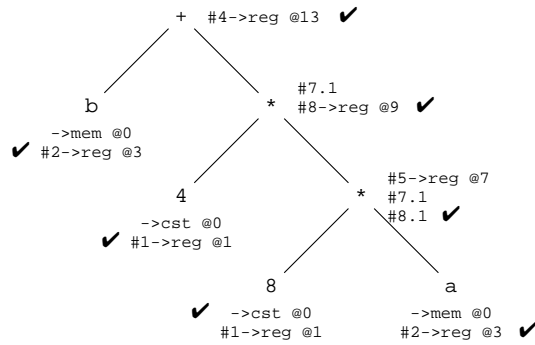 + #4->reg @13 ✔
b
->mem @0
✔ #2->reg @3
* #7.1
#8->reg @9 ✔
4
->cst @0
✔ #1->reg @1
* #5->reg @7
#7.1
#8.1 ✔
8
✔ ->cst @0
#1->reg @1
a
->mem @0
#2->reg @3 ✔